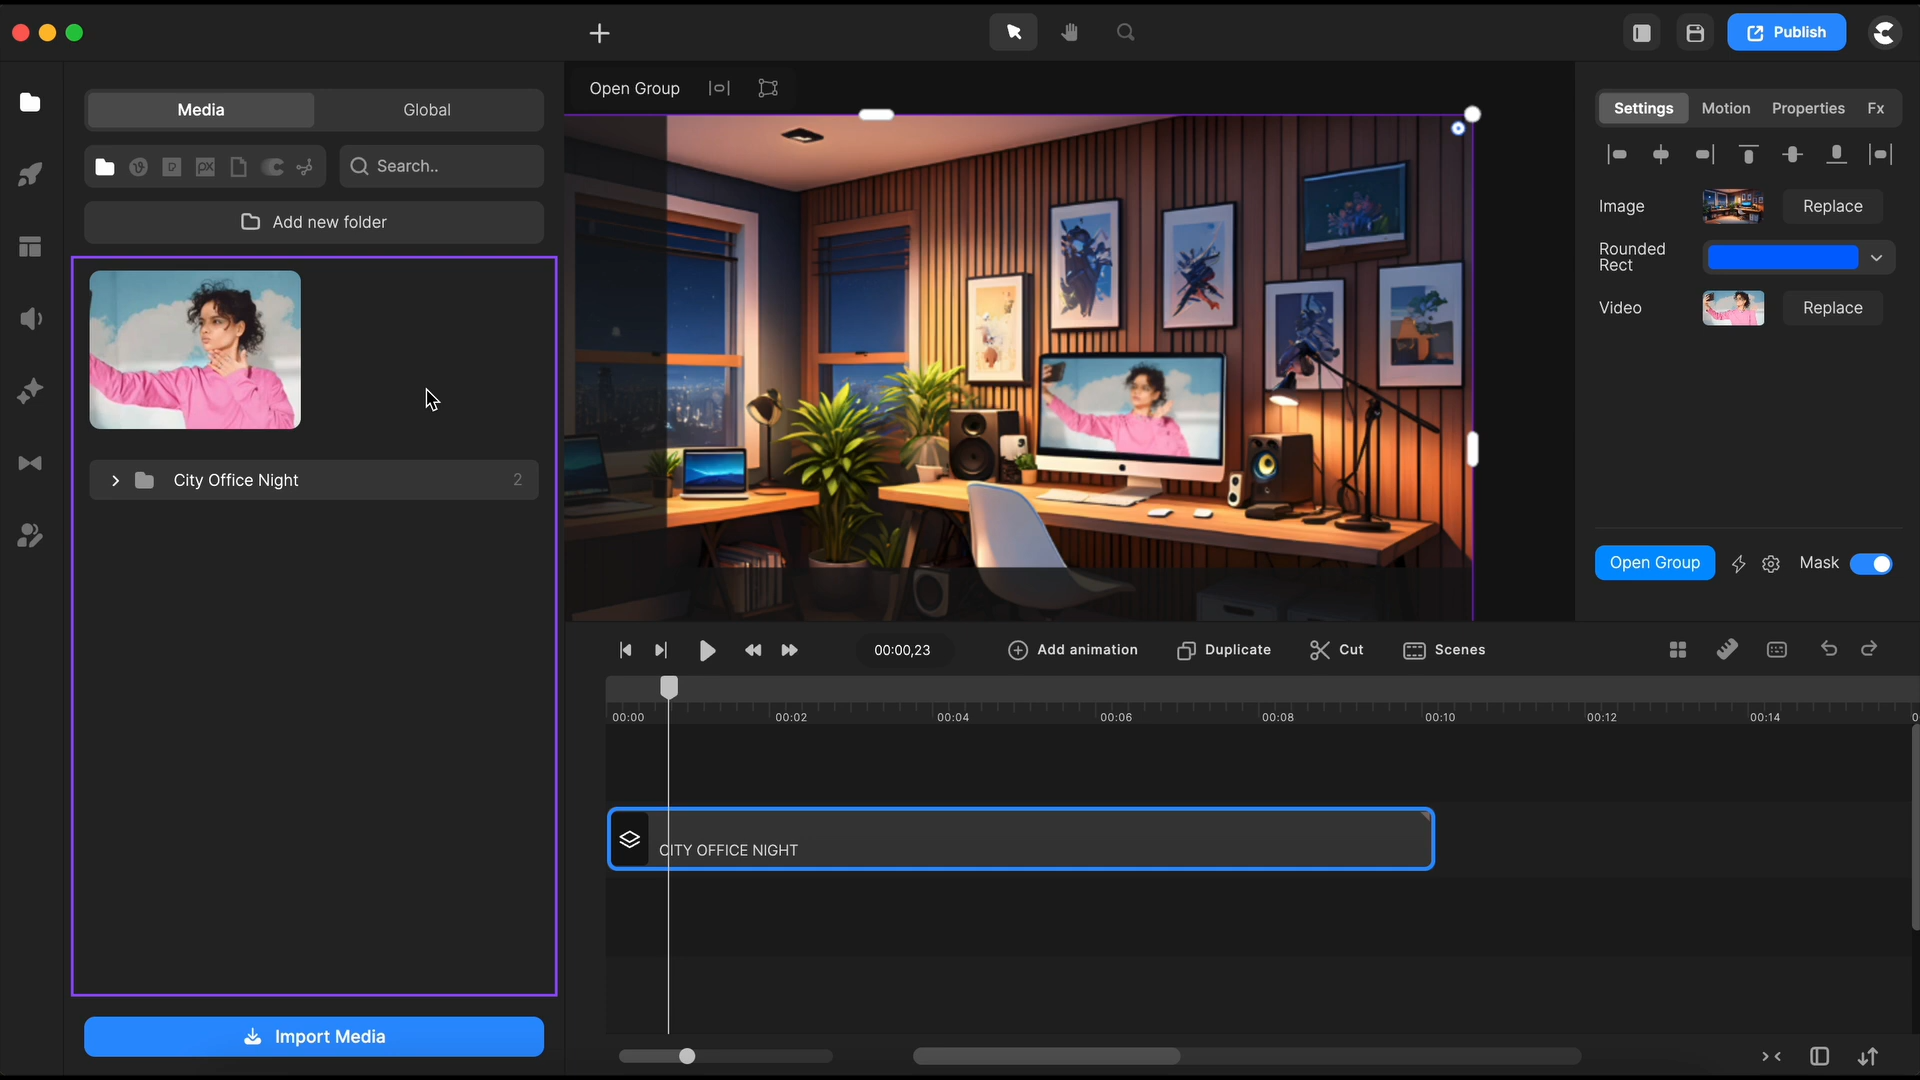 Publish
Media
Global
Search..
Add new folder
City Office Night
2
Import Media
Open Group
Settings
Motion
Properties
Fx
Image
Replace
Rounded
Rect
Video
Replace
Open Group
Mask
00:00,23
Add animation
Duplicate
Cut
Scenes
00:00
00:02
00:04
00:06
00:08
00:10
00:12
00:14
CITY OFFICE NIGHT